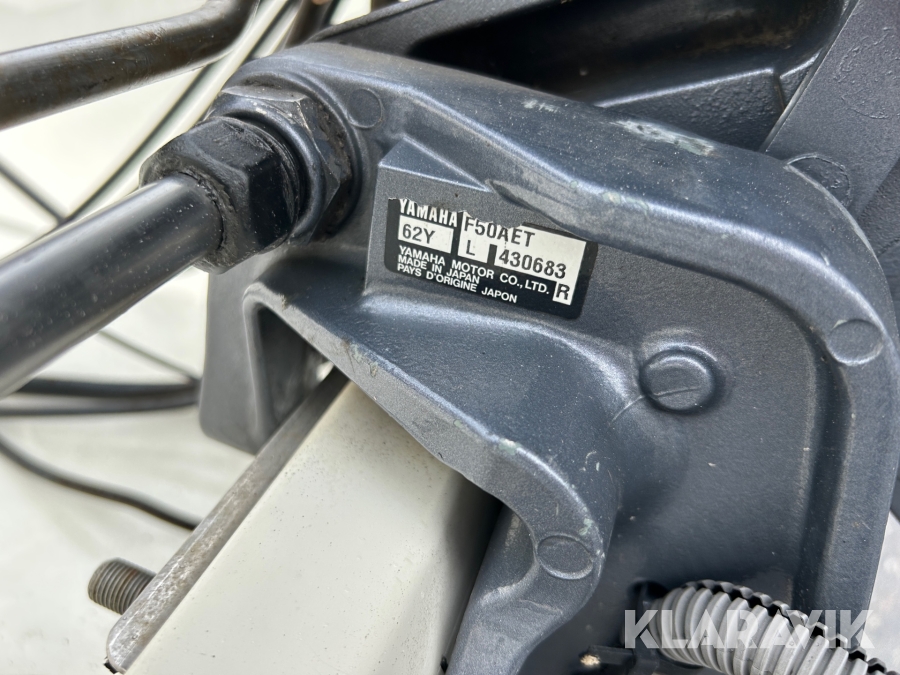 YAMAHA F50AET
62Y L 430683
YAMAHA MOTOR CO.,LTD. R
MADE IN JAPAN
PAYS D'ORIGINE JAPON
KLARAVIK